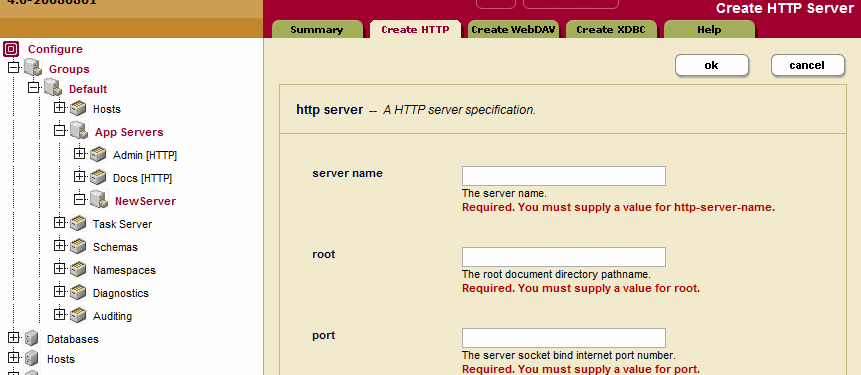 4.0-20080801
Create HTTP Server
Summary
Create HTTP
Create WebDAV
Create XDBC
Help
Configure
Groups
Default
Hosts
App Servers
Admin [HTTP]
Docs [HTTP]
NewServer
Task Server
Schemas
Namespaces
Diagnostics
Auditing
Databases
Hosts
ok
cancel
http server -- A HTTP server specification.
server name
The server name.
Required. You must supply a value for http-server-name.
root
The root document directory pathname.
Required. You must supply a value for root.
port
The server socket bind internet port number.
Required. You must supply a value for port.